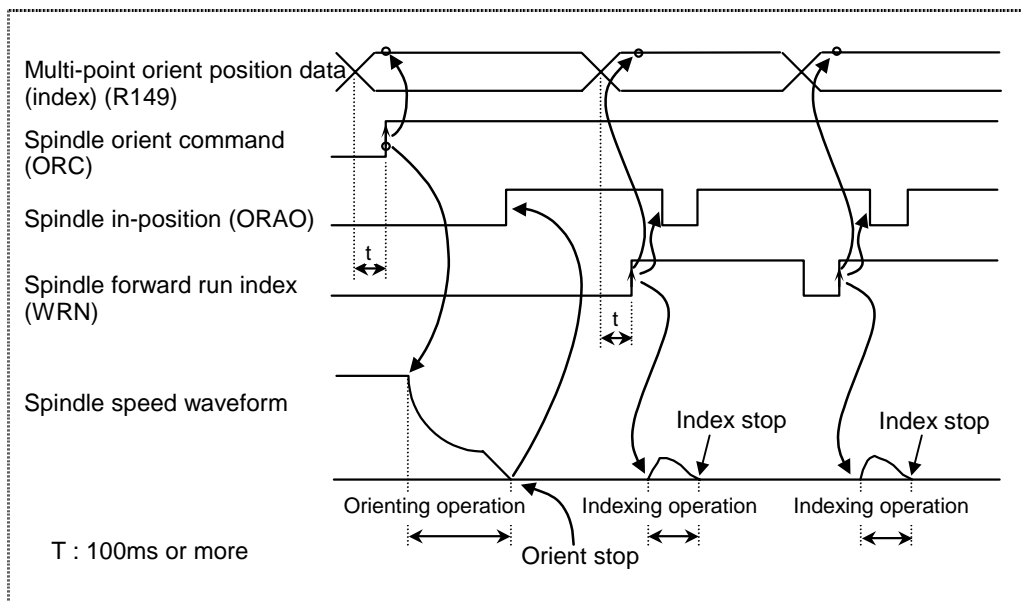 Multi-point orient position data
(index) (R149)
Spindle orient command
(ORC)
Spindle in-position (ORAO)
t
Spindle forward run index
(WRN)
t
Spindle speed waveform
Index stop
Index stop
Orienting operation
Indexing operation
Indexing operation
T : 100ms or more
Orient stop